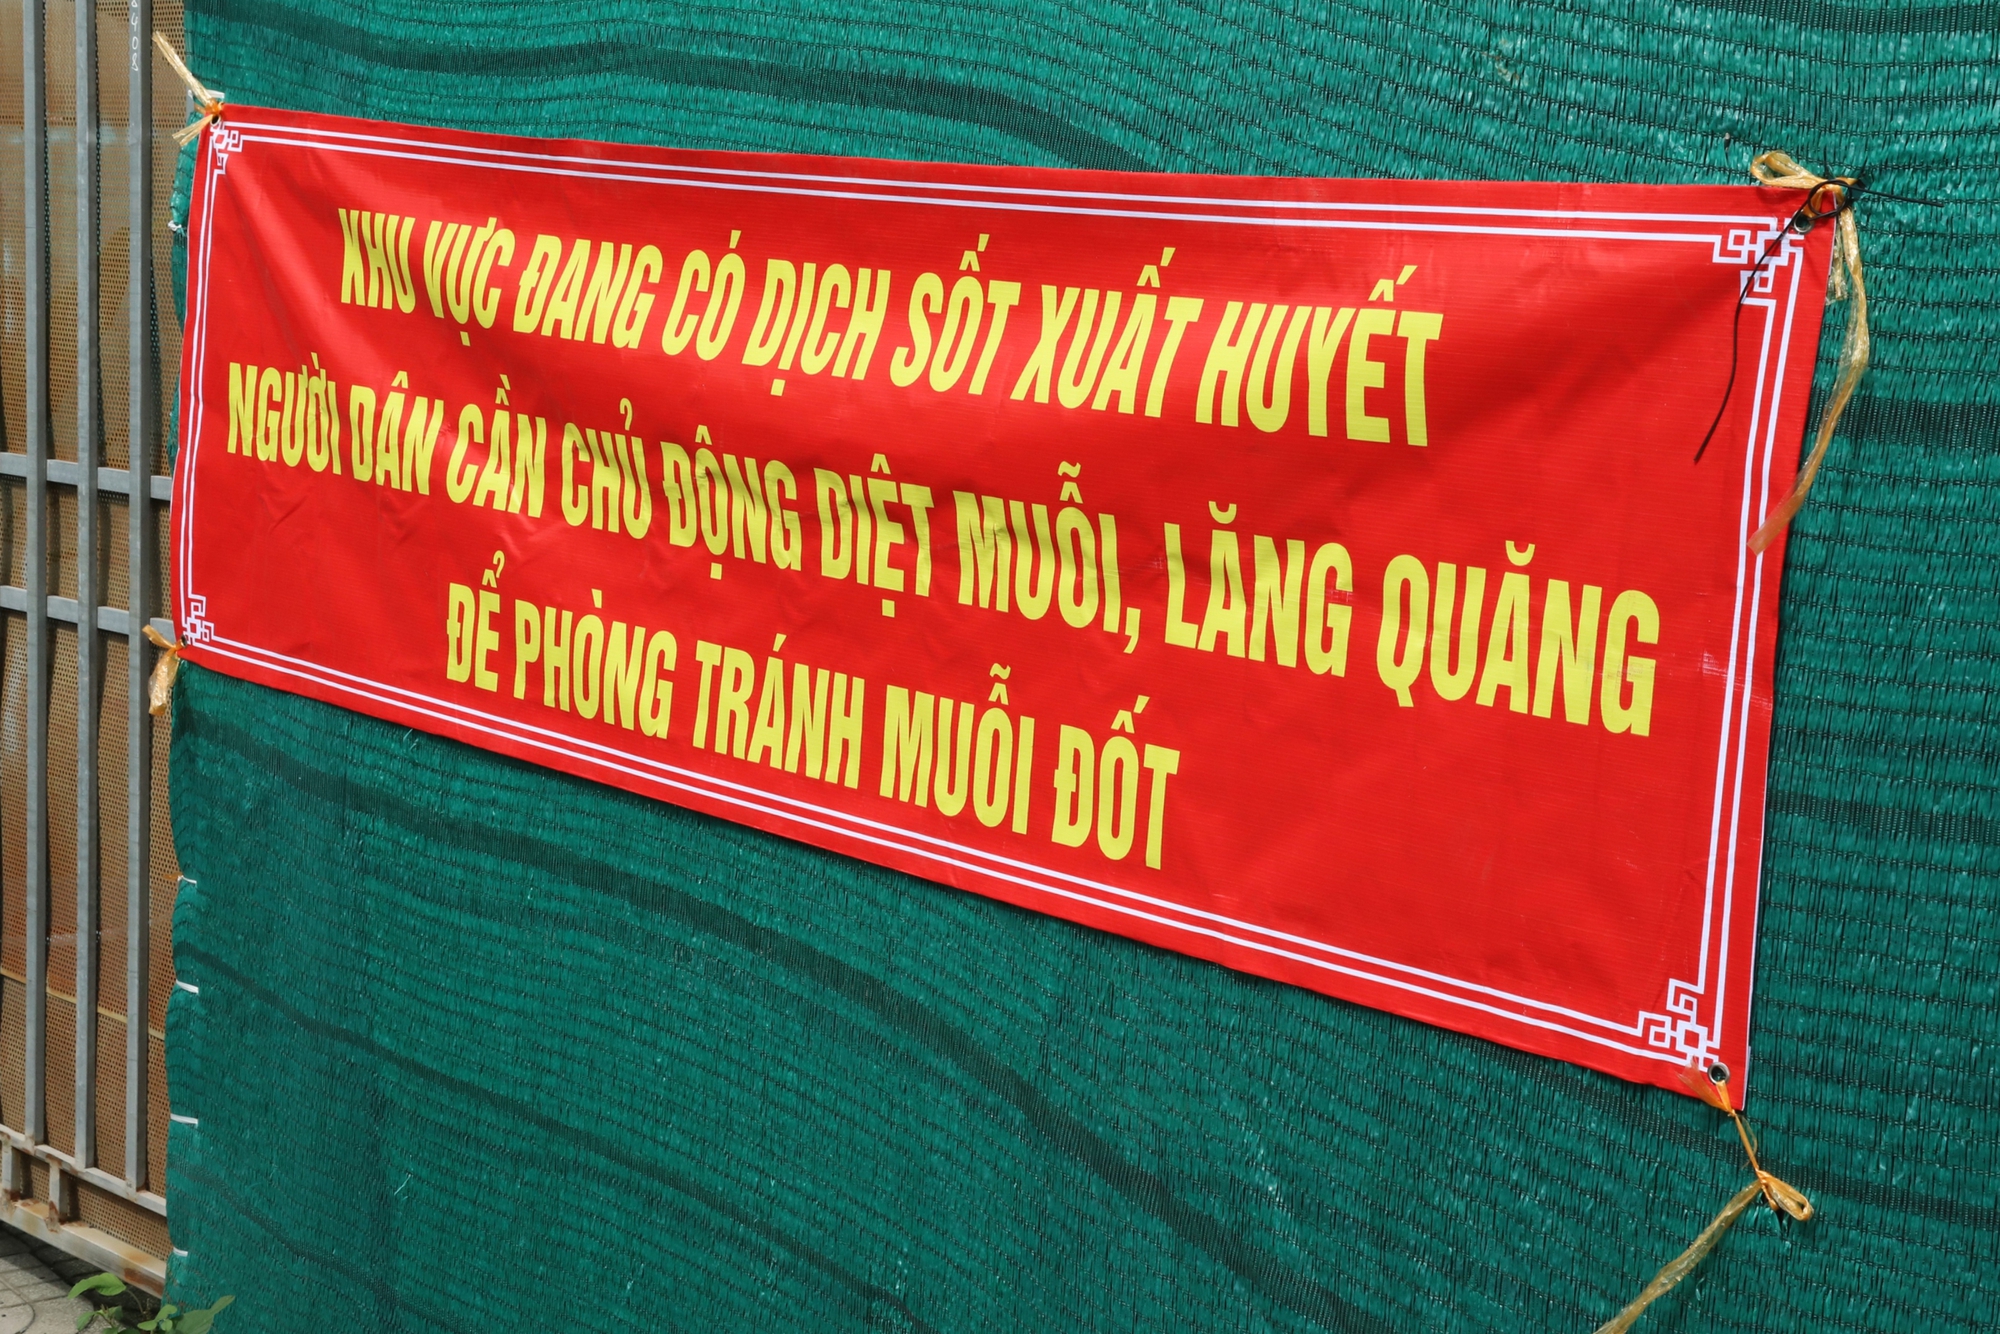 KHU VỰC ĐANG CÓ DỊCH SỐT XUẤT HUYẾT
NGƯỜI DÂN CẦN CHỦ ĐỘNG DIỆT MUỖI, LĂNG QUĂNG
ĐỂ PHÒNG TRÁNH MUỖI ĐỐT